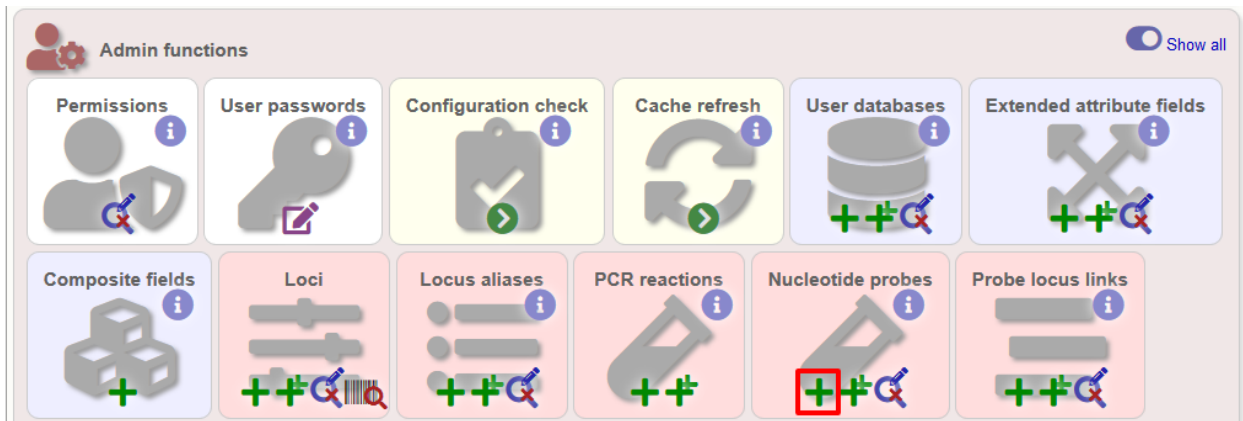 Admin functions
Show all
Permissions
User passwords
Configuration check
Cache refresh
User databases
Extended attribute fields
Composite fields
Loci
Locus aliases
PCR reactions
Nucleotide probes
Probe locus links